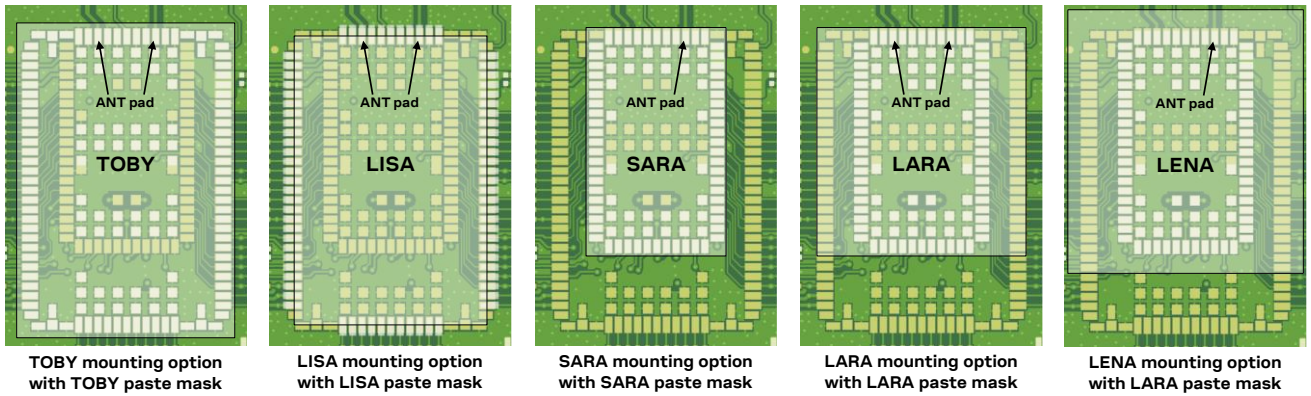 ANT pad
TOBY
TOBY mounting option
with TOBY paste mask
ANT pad
LISA
LISA mounting option
with LISA paste mask
ANT pad
SARA
SARA mounting option
with SARA paste mask
ANT pad
LARA
LARA mounting option
with LARA paste mask
ANT pad
LENA
LENA mounting option
with LARA paste mask